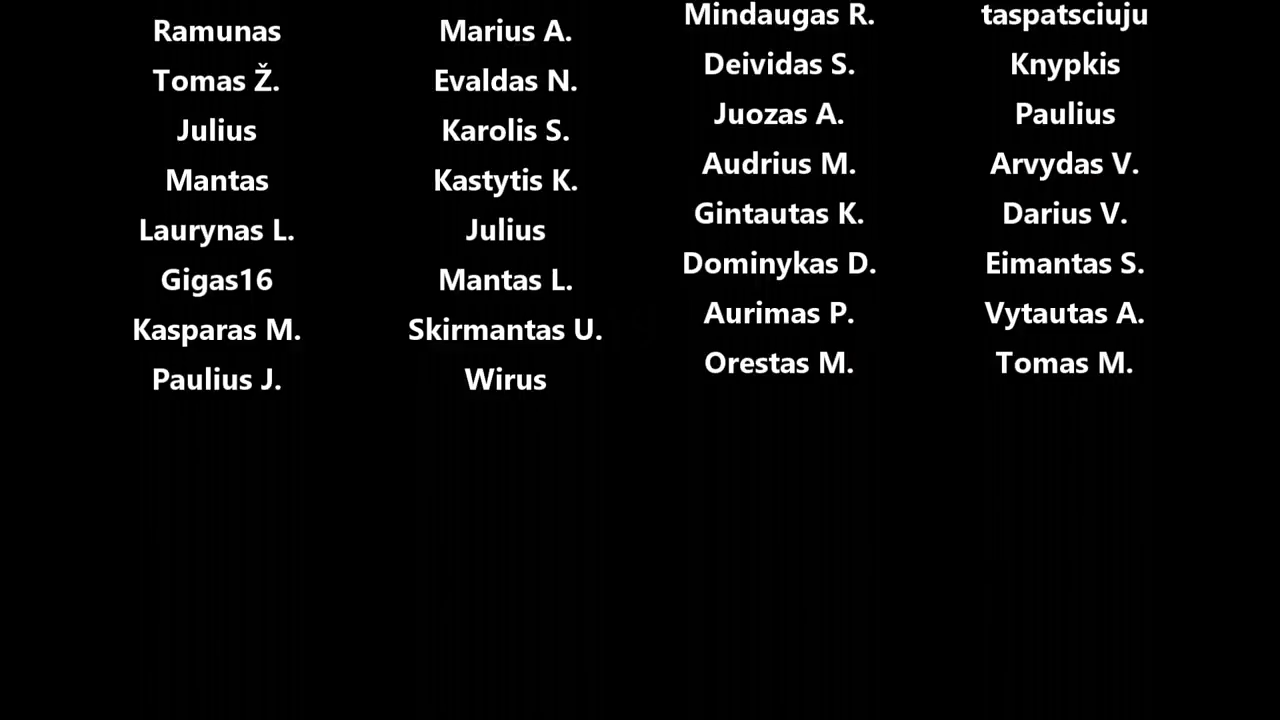 Ramunas
Tomas Ž.
Julius
Mantas
Laurynas L.
Gigas16
Kasparas M.
Paulius J.
Marius A.
Evaldas N.
Karolis S.
Kastytis K.
Julius
Mantas L.
Skirmantas U.
Wirus
Mindaugas R.
Deividas S.
Juozas A.
Audrius M.
Gintautas K.
Dominykas D.
Aurimas P.
Orestas M.
taspatsciuju
Knypkis
Paulius
Arvydas V.
Darius V.
Eimantas S.
Vytautas A.
Tomas M.